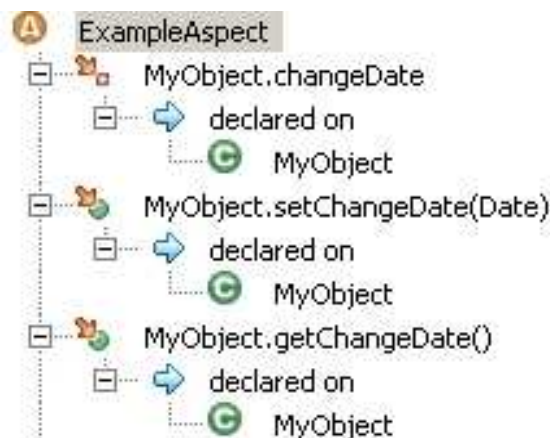 ExampleAspect
MyObject.changeDate
declared on
MyObject
MyObject.setChangeDate(Date)
declared on
MyObject
MyObject.getChangeDate()
declared on
MyObject